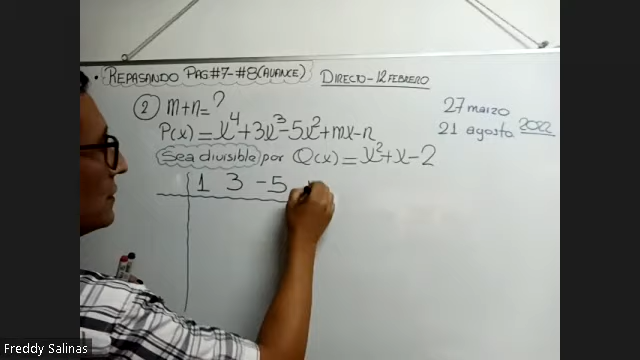 • REPASANDO PAG#7-#8(AVANCE) DIRECTO-12 FEBRERO
27 marzo
21 agosto 2022
2 m+n=?
P(x)=x⁴+3x³-5x²+mx-n
Sea divisible por Q(x)=x²+x-2
1 3 -5
Freddy Salinas